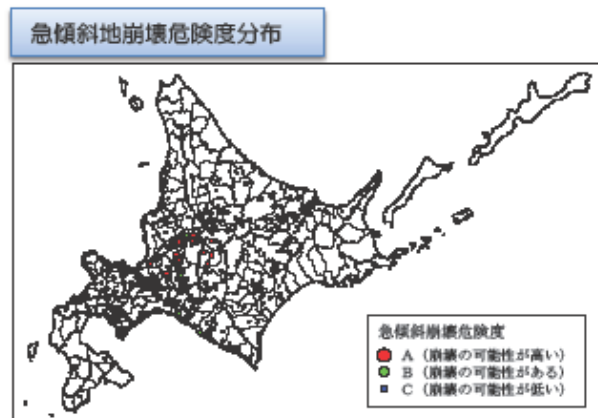 急傾斜地崩壊危険度分布
急傾斜崩壊危険度
A（崩壊の可能性が高い）
B（崩壊の可能性がある）
C（崩壊の可能性が低い）